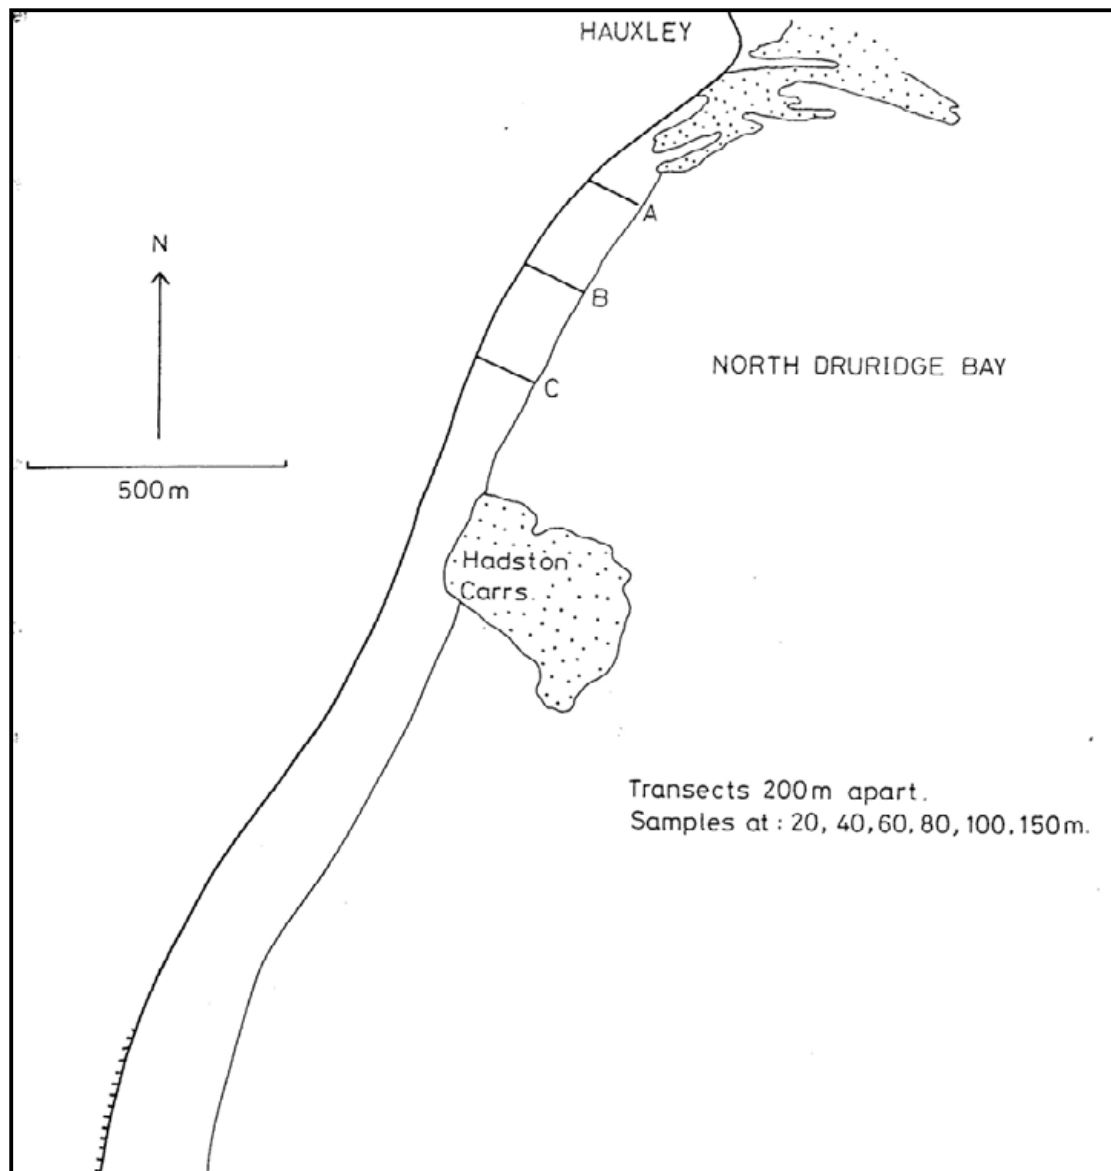 HAUXLEY
A
N
B
NORTH DRURIDGE BAY
C
500m
Hadston
Carrs.
Transects 200m apart.
Samples at : 20, 40,60, 80, 100, 150m.